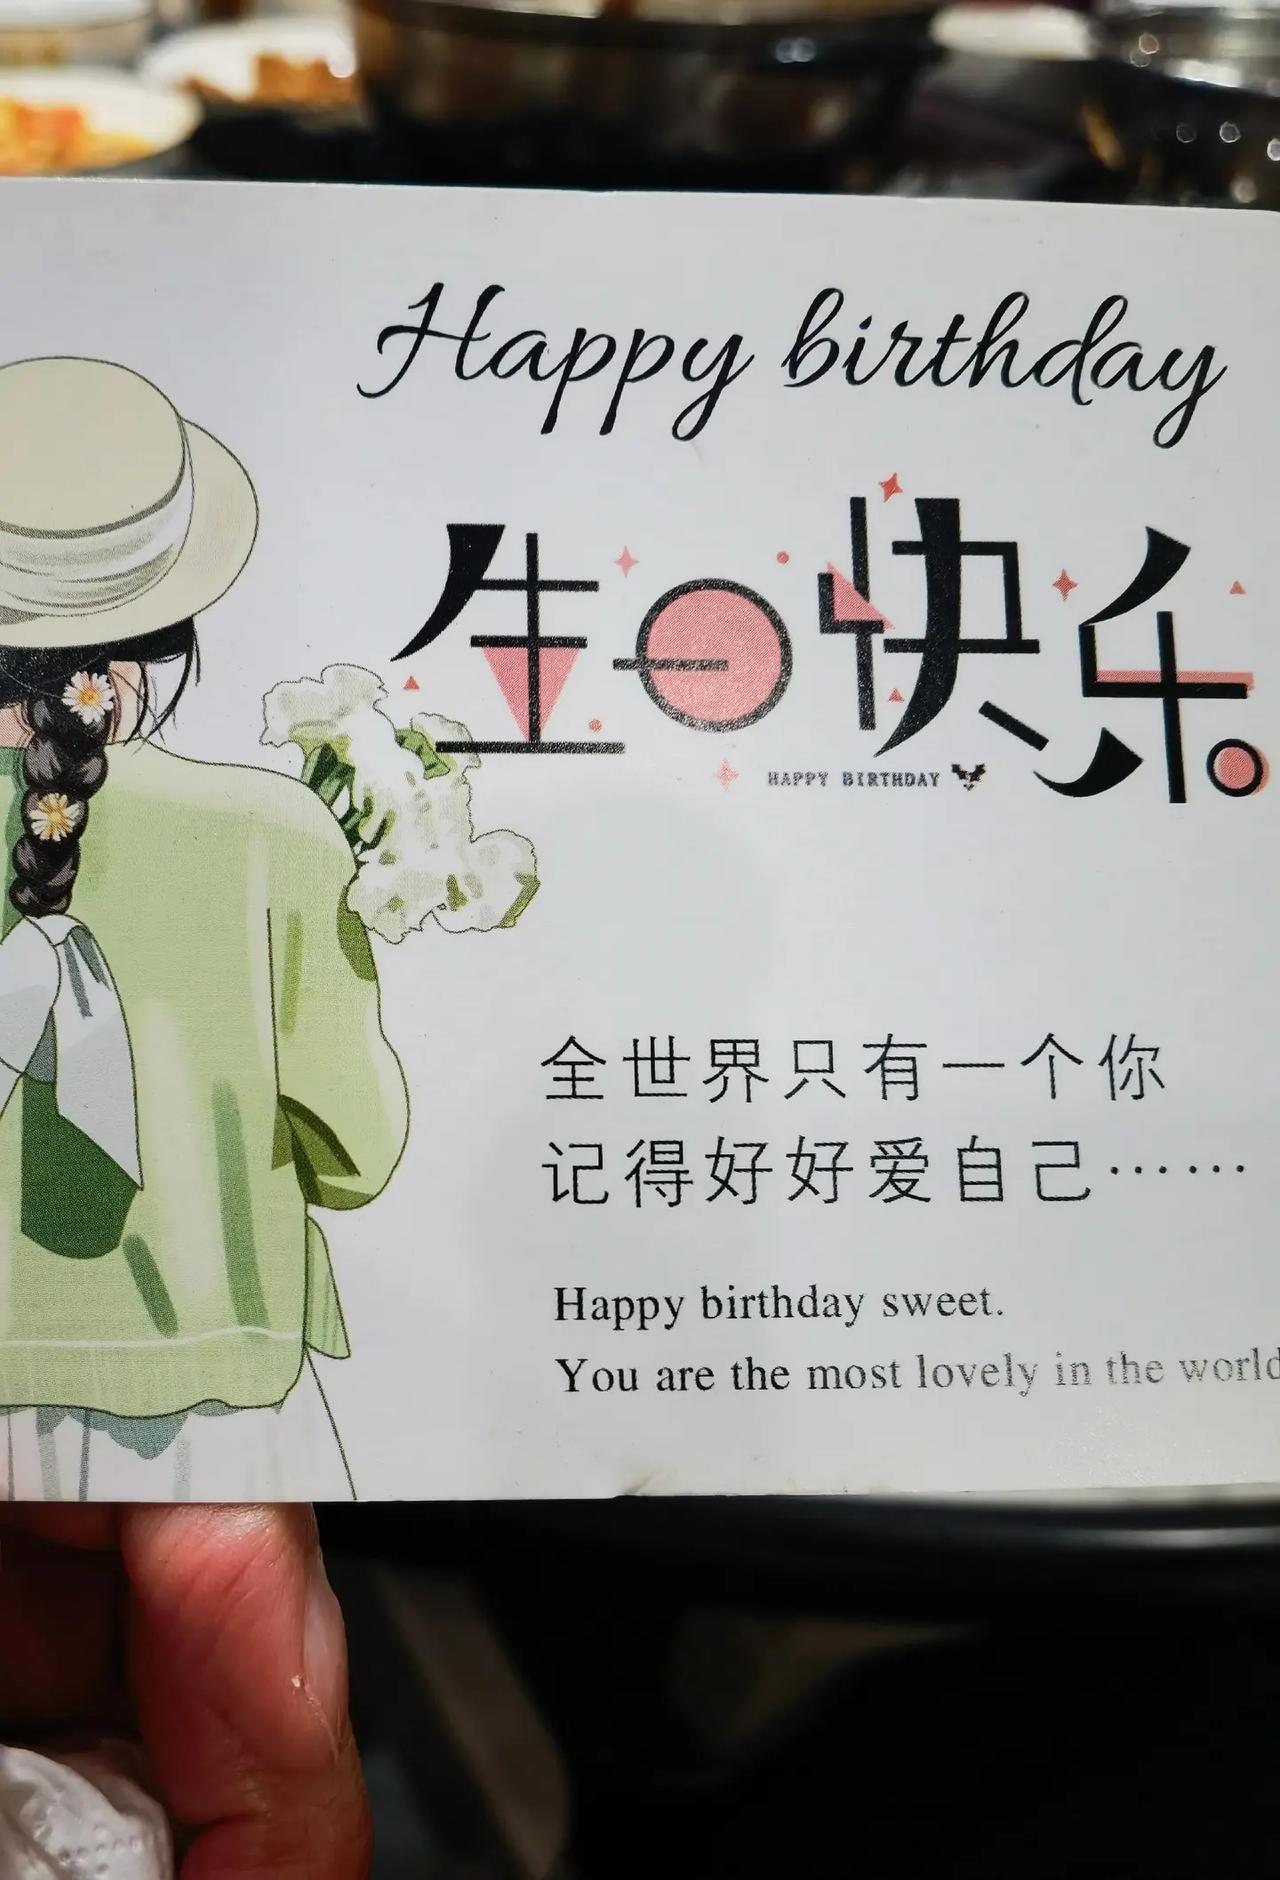 Happy birthday
生日快乐
HAPPY BIRTHDAY
全世界只有一个你
记得好好爱自己……
Happy birthday sweet.
You are the most lovely in the world